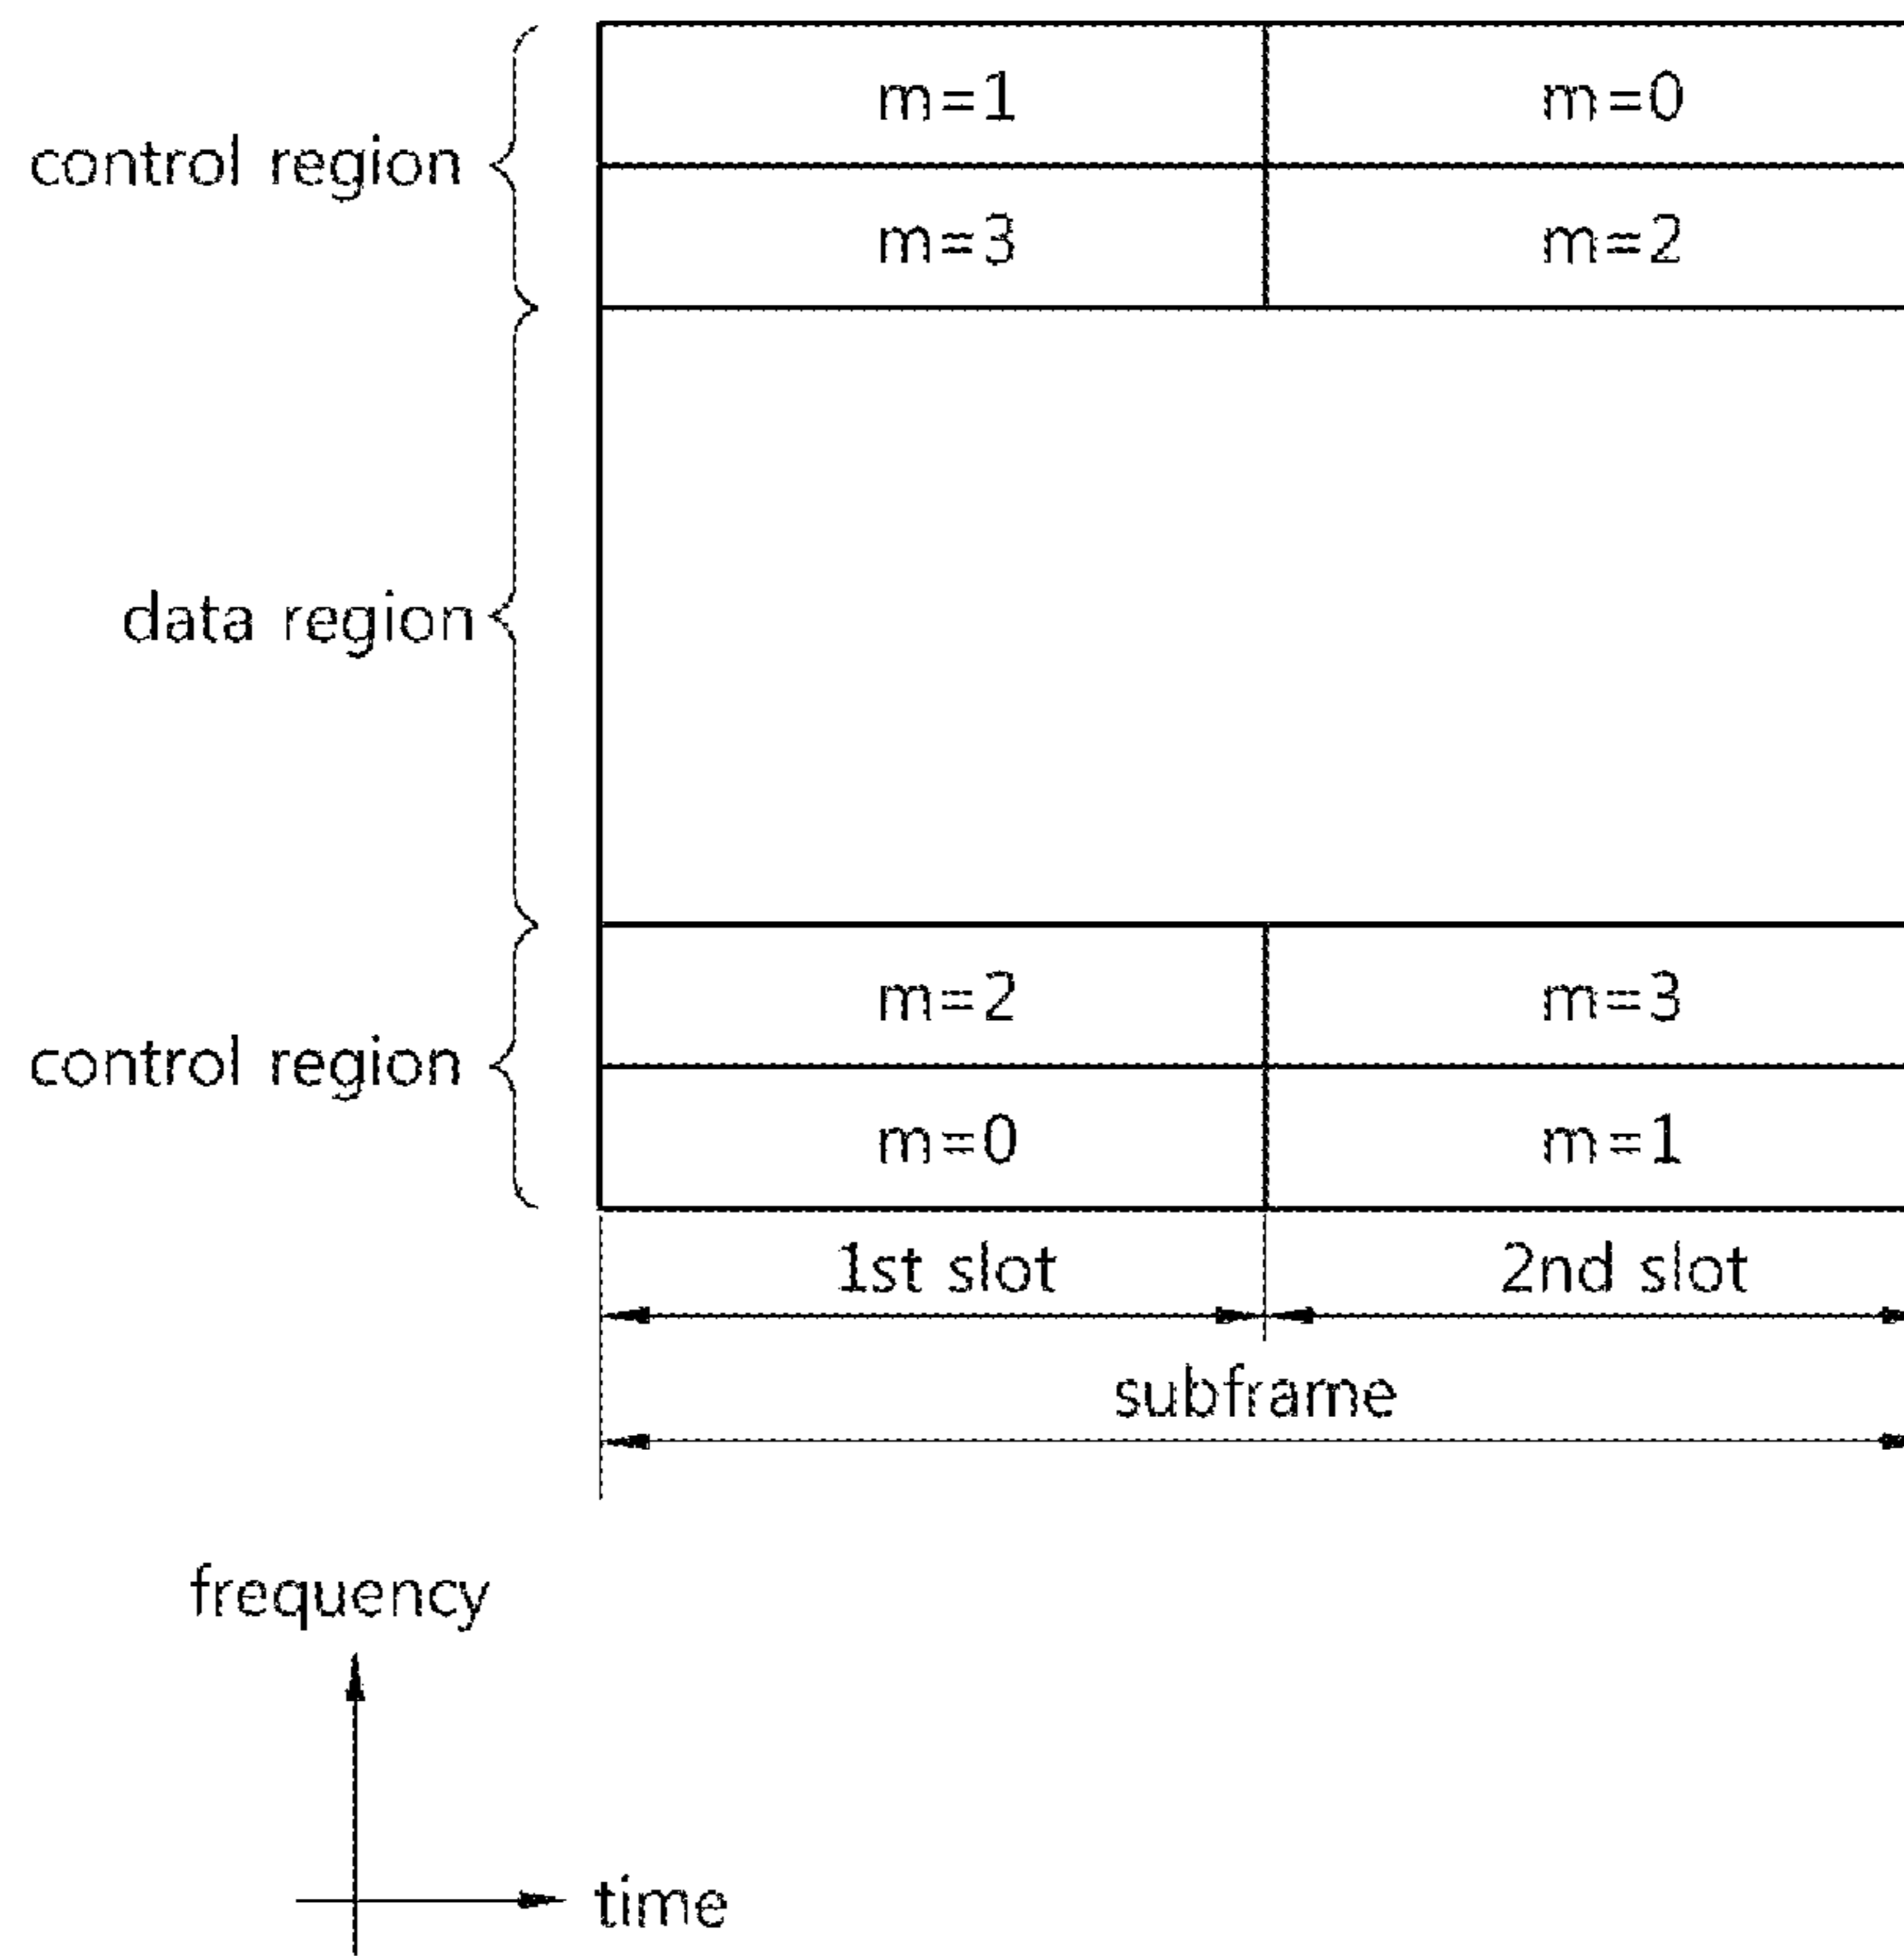 m=1 m=0
control region
m=3 m=2
data region
m=2 m=3
control region
m=0 m=1
1st slot 2nd slot
subframe
frequency
time